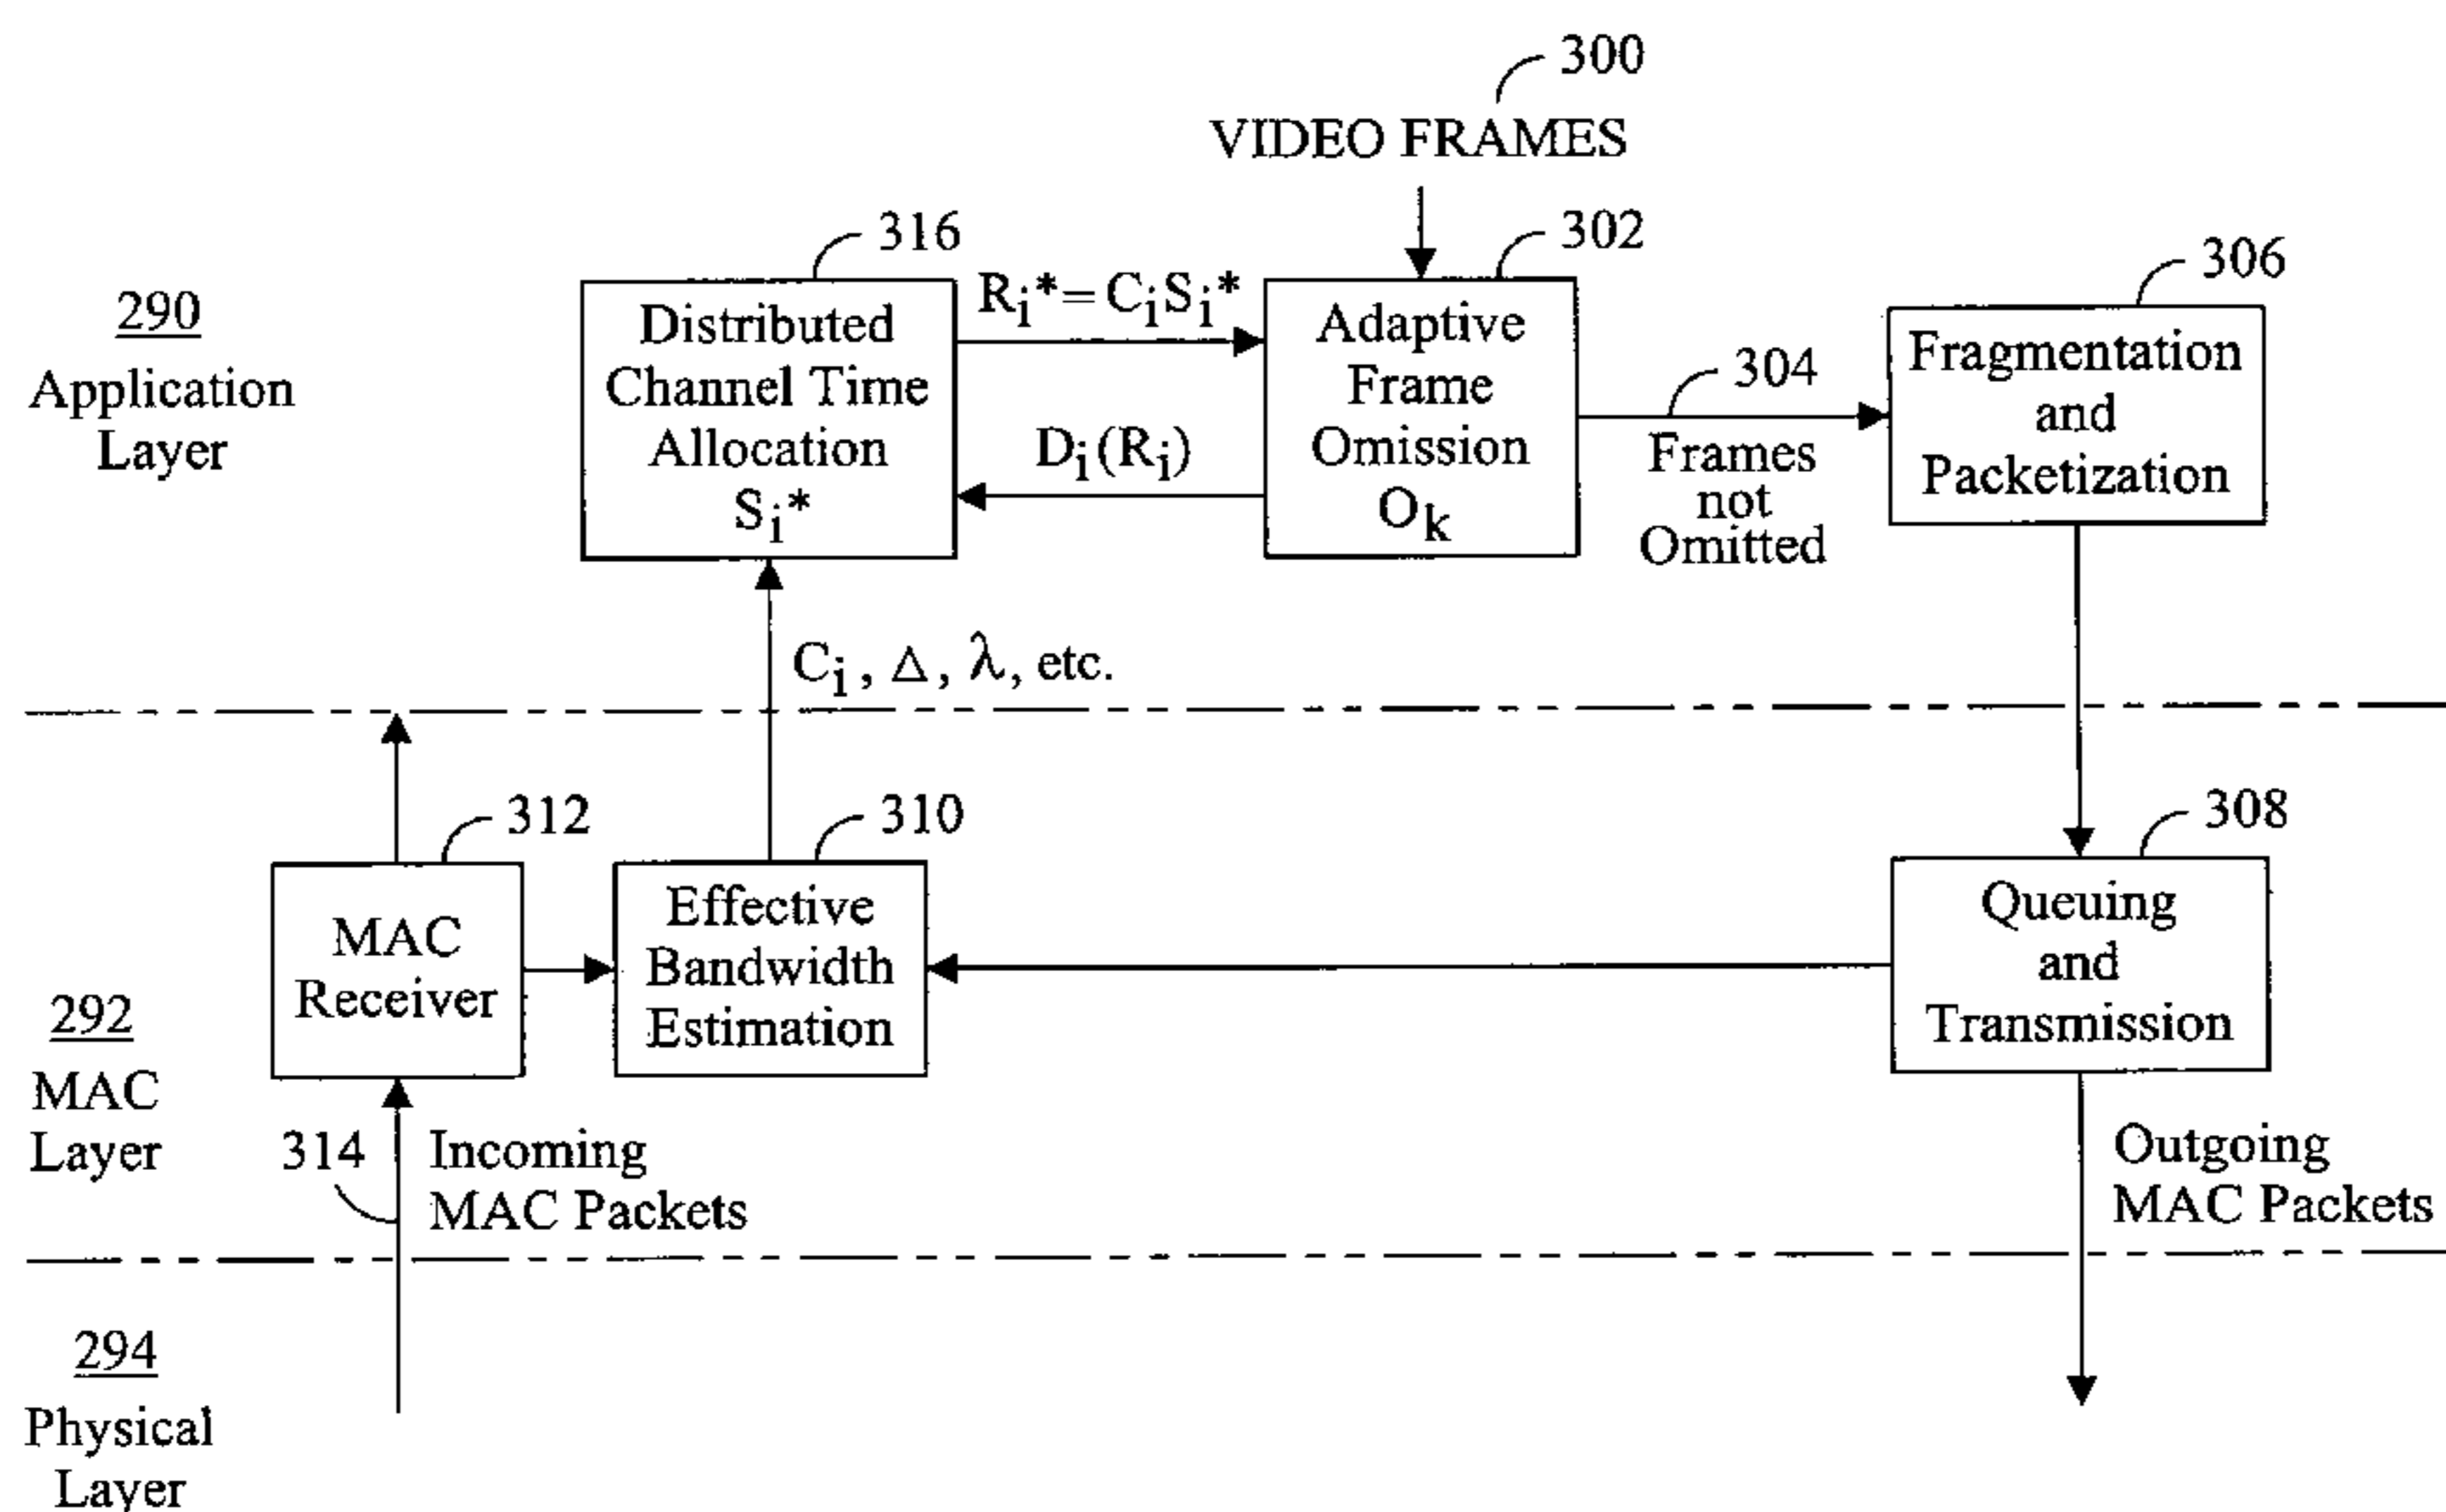 300
VIDEO FRAMES
316
302
306
290
Application
Layer
Distributed
Channel Time
Allocation
Sᵢ*
Rᵢ*=CᵢSᵢ*
Dᵢ(Rᵢ)
Adaptive
Frame
Omission
Oₖ
304
Frames
not
Omitted
Fragmentation
and
Packetization
Cᵢ, Δ, λ, etc.
312
310
308
292
MAC
Layer
MAC
Receiver
Effective
Bandwidth
Estimation
Queuing
and
Transmission
314
Incoming
MAC Packets
Outgoing
MAC Packets
294
Physical
Layer